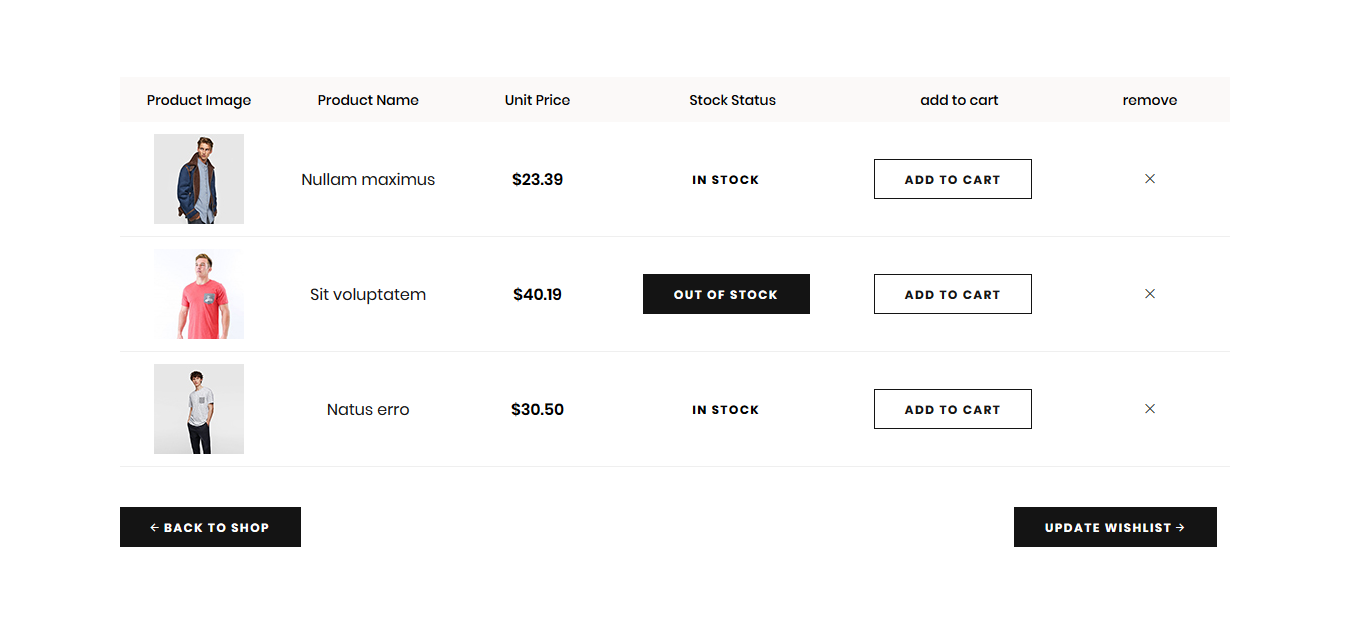 Product Image Product Name Unit Price Stock Status add to cart remove
Nullam maximus $23.39 IN STOCK ADD TO CART ×
Sit voluptatem $40.19 OUT OF STOCK ADD TO CART ×
Natus erro $30.50 IN STOCK ADD TO CART ×
← BACK TO SHOP UPDATE WISHLIST →